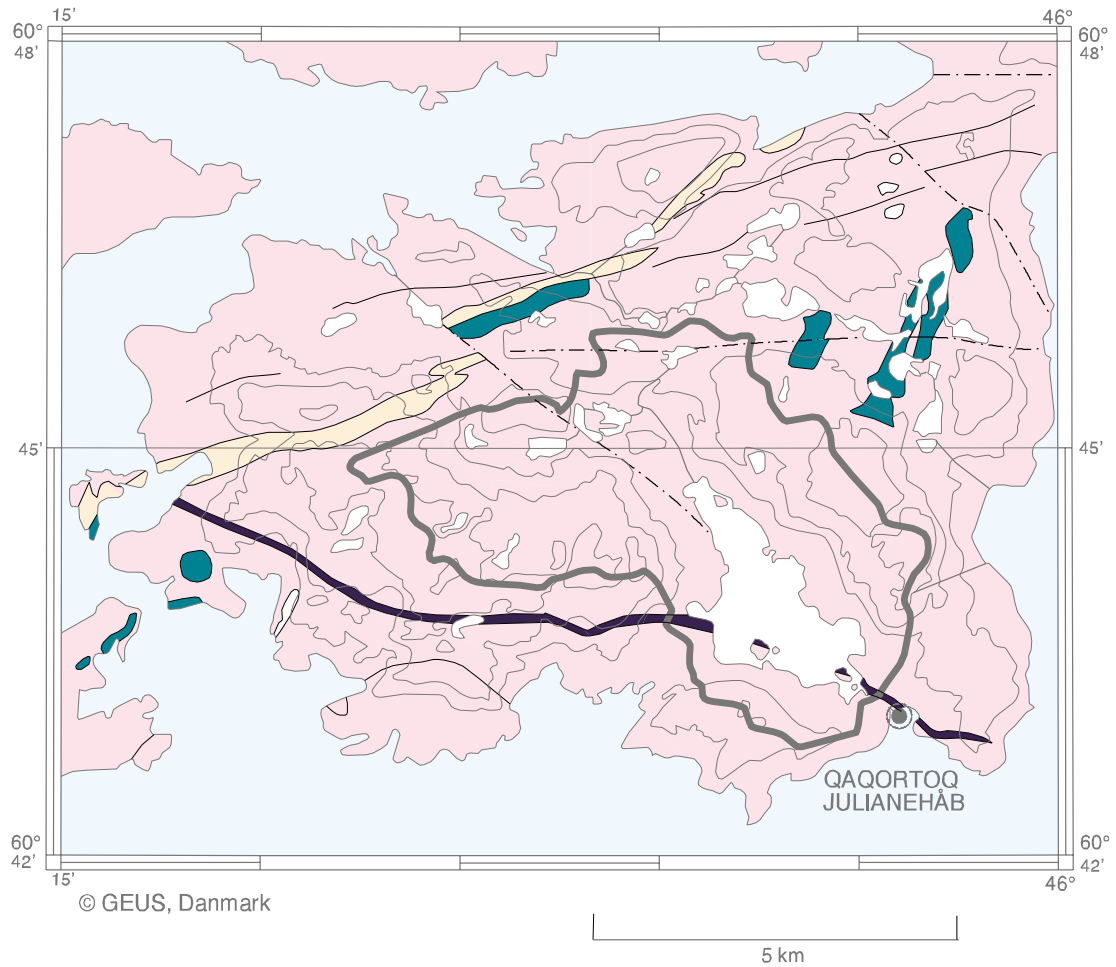 15’ 46°
60° 60°
48’ 48’
45’ 45’
QAQORTOQ
JULIANEHÅB
60° 60°
42’ 42’
15’ 46°
© GEUS, Danmark
5 km